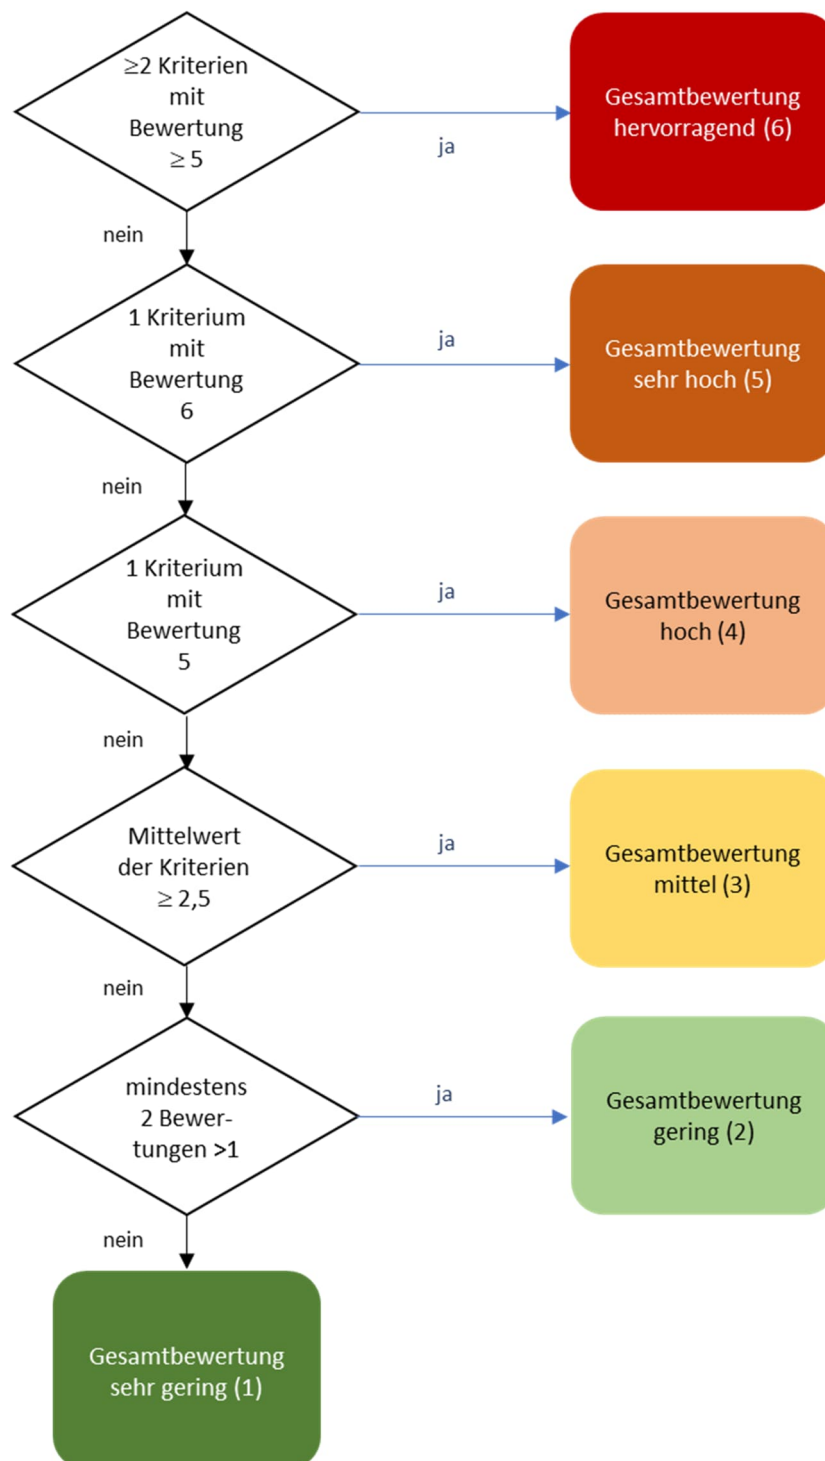 ≥2 Kriterien
mit
Bewertung
≥ 5
ja
Gesamtbewertung
hervorragend (6)
nein
1 Kriterium
mit
Bewertung
6
ja
Gesamtbewertung
sehr hoch (5)
nein
1 Kriterium
mit
Bewertung
5
ja
Gesamtbewertung
hoch (4)
nein
Mittelwert
der Kriterien
≥ 2,5
ja
Gesamtbewertung
mittel (3)
nein
mindestens
2 Bewer-
tungen >1
ja
Gesamtbewertung
gering (2)
nein
Gesamtbewertung
sehr gering (1)